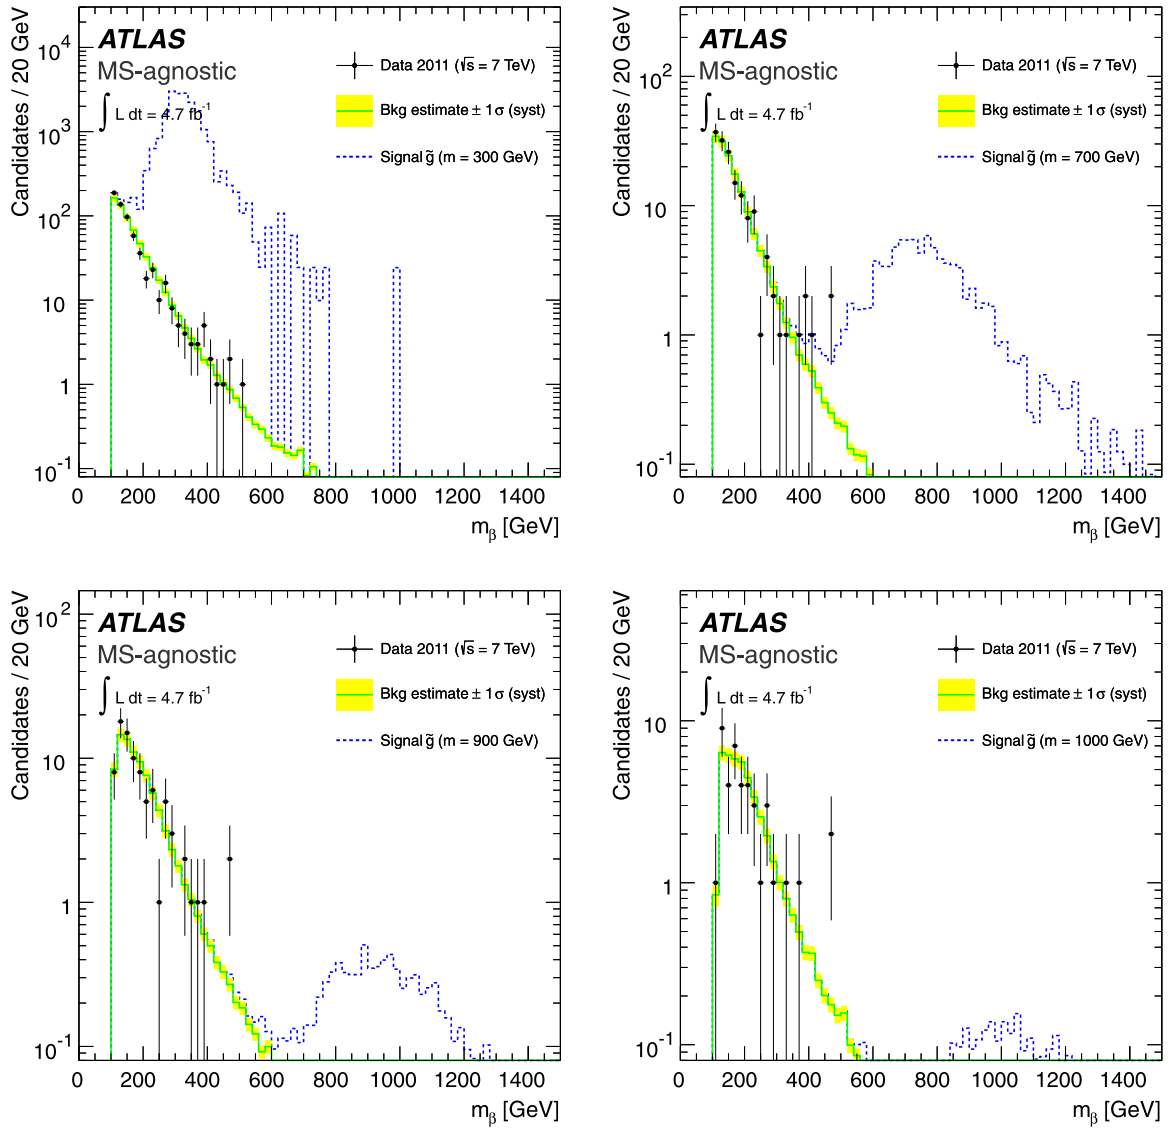 Candidates / 20 GeV
ATLAS
MS-agnostic
∫ L dt = 4.7 fb⁻¹
Data 2011 (√s = 7 TeV)
Bkg estimate ± 1σ (syst)
Signal g̃ (m = 300 GeV)
10⁴
10³
10²
10
1
10⁻¹
0 200 400 600 800 1000 1200 1400
m_β [GeV]
Candidates / 20 GeV
ATLAS
MS-agnostic
∫ L dt = 4.7 fb⁻¹
Data 2011 (√s = 7 TeV)
Bkg estimate ± 1σ (syst)
Signal g̃ (m = 700 GeV)
10²
10
1
10⁻¹
0 200 400 600 800 1000 1200 1400
m_β [GeV]
Candidates / 20 GeV
ATLAS
MS-agnostic
∫ L dt = 4.7 fb⁻¹
Data 2011 (√s = 7 TeV)
Bkg estimate ± 1σ (syst)
Signal g̃ (m = 900 GeV)
10²
10
1
10⁻¹
0 200 400 600 800 1000 1200 1400
m_β [GeV]
Candidates / 20 GeV
ATLAS
MS-agnostic
∫ L dt = 4.7 fb⁻¹
Data 2011 (√s = 7 TeV)
Bkg estimate ± 1σ (syst)
Signal g̃ (m = 1000 GeV)
10
1
10⁻¹
0 200 400 600 800 1000 1200 1400
m_β [GeV]